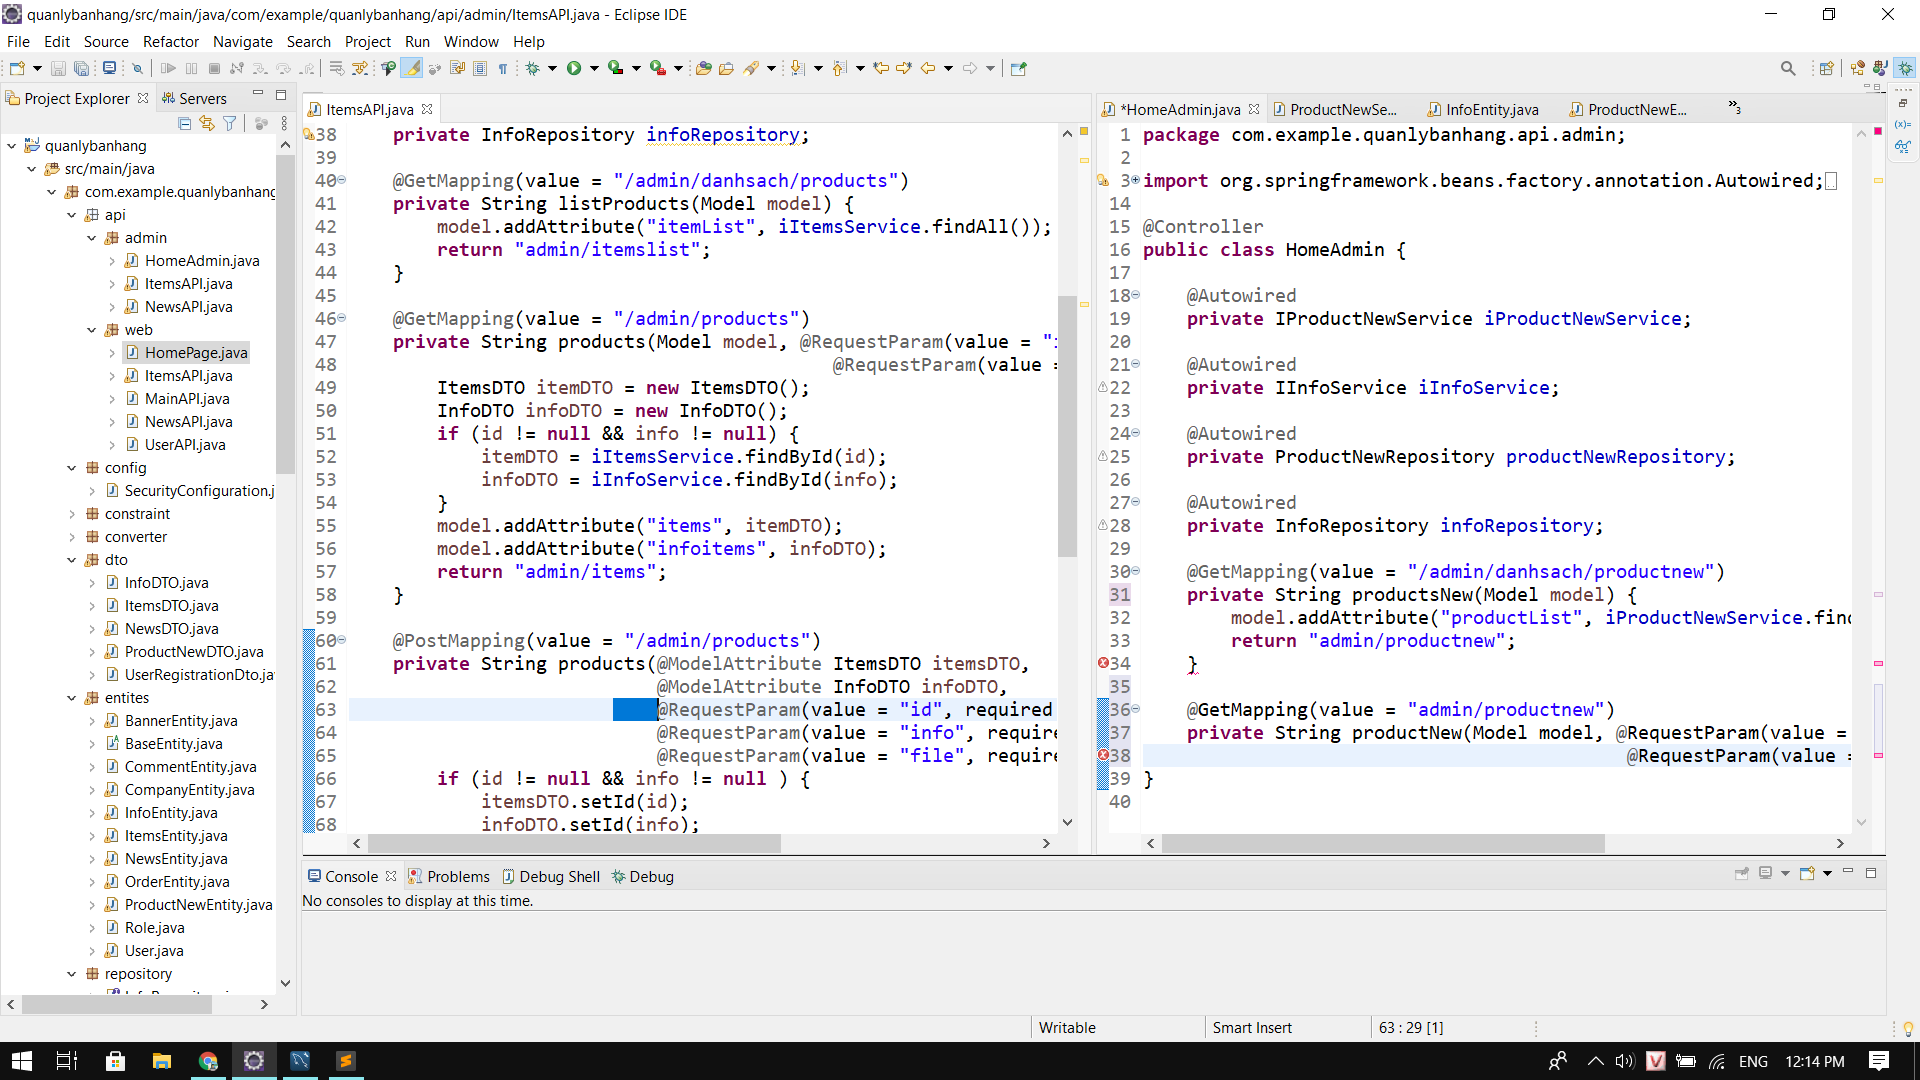 quanlybanhang/src/main/java/com/example/quanlybanhang/api/admin/ItemsAPI.java - Eclipse IDE
File Edit Source Refactor Navigate Search Project Run Window Help
Project Explorer
Servers
quanlybanhang
src/main/java
com.example.quanlybanhang
api
admin
HomeAdmin.java
ItemsAPI.java
NewsAPI.java
web
HomePage.java
ItemsAPI.java
MainAPI.java
NewsAPI.java
UserAPI.java
config
SecurityConfiguration.j
constraint
converter
dto
InfoDTO.java
ItemsDTO.java
NewsDTO.java
ProductNewDTO.java
UserRegistrationDto.ja
entites
BannerEntity.java
BaseEntity.java
CommentEntity.java
CompanyEntity.java
InfoEntity.java
ItemsEntity.java
NewsEntity.java
OrderEntity.java
ProductNewEntity.java
Role.java
User.java
repository
ItemsAPI.java
38 private InfoRepository infoRepository;
39
40 @GetMapping(value = "/admin/danhsach/products")
41 private String listProducts(Model model) {
42 model.addAttribute("itemList", iItemsService.findAll());
43 return "admin/itemslist";
44 }
45
46 @GetMapping(value = "/admin/products")
47 private String products(Model model, @RequestParam(value = "
48 @RequestParam(value =
49 ItemsDTO itemDTO = new ItemsDTO();
50 InfoDTO infoDTO = new InfoDTO();
51 if (id != null && info != null) {
52 itemDTO = iItemsService.findById(id);
53 infoDTO = iInfoService.findById(info);
54 }
55 model.addAttribute("items", itemDTO);
56 model.addAttribute("infoitems", infoDTO);
57 return "admin/items";
58 }
59
60 @PostMapping(value = "/admin/products")
61 private String products(@ModelAttribute ItemsDTO itemsDTO,
62 @ModelAttribute InfoDTO infoDTO,
63 @RequestParam(value = "id", required
64 @RequestParam(value = "info", require
65 @RequestParam(value = "file", require
66 if (id != null && info != null ) {
67 itemsDTO.setId(id);
68 infoDTO.setId(info);
*HomeAdmin.java ProductNewSe... InfoEntity.java ProductNewE... »3
1 package com.example.quanlybanhang.api.admin;
2
3 import org.springframework.beans.factory.annotation.Autowired;
14
15 @Controller
16 public class HomeAdmin {
17
18 @Autowired
19 private IProductNewService iProductNewService;
20
21 @Autowired
22 private IInfoService iInfoService;
23
24 @Autowired
25 private ProductNewRepository productNewRepository;
26
27 @Autowired
28 private InfoRepository infoRepository;
29
30 @GetMapping(value = "/admin/danhsach/productnew")
31 private String productsNew(Model model) {
32 model.addAttribute("productList", iProductNewService.fin
33 return "admin/productnew";
34 }
35
36 @GetMapping(value = "admin/productnew")
37 private String productNew(Model model, @RequestParam(value =
38 @RequestParam(value =
39 }
40
Console Problems Debug Shell Debug
No consoles to display at this time.
Writable Smart Insert 63 : 29 [1]
ENG 12:14 PM